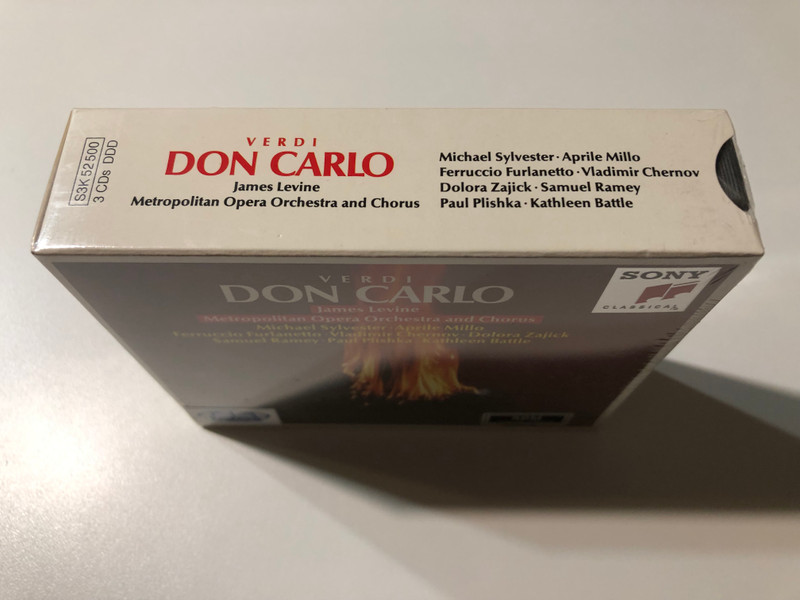 S3K 52 500
3 CDs DDD
VERDI
DON CARLO
James Levine
Metropolitan Opera Orchestra and Chorus
Michael Sylvester · Aprile Millo
Ferruccio Furlanetto · Vladimir Chernov
Dolora Zajick · Samuel Ramey
Paul Plishka · Kathleen Battle
VERDI
DON CARLO
James Levine
Metropolitan Opera Orchestra and Chorus
Michael Sylvester · Aprile Millo
Ferruccio Furlanetto · Vladimir Chernov · Dolora Zajick
Samuel Ramey · Paul Plishka · Kathleen Battle
SONY
CLASSICAL